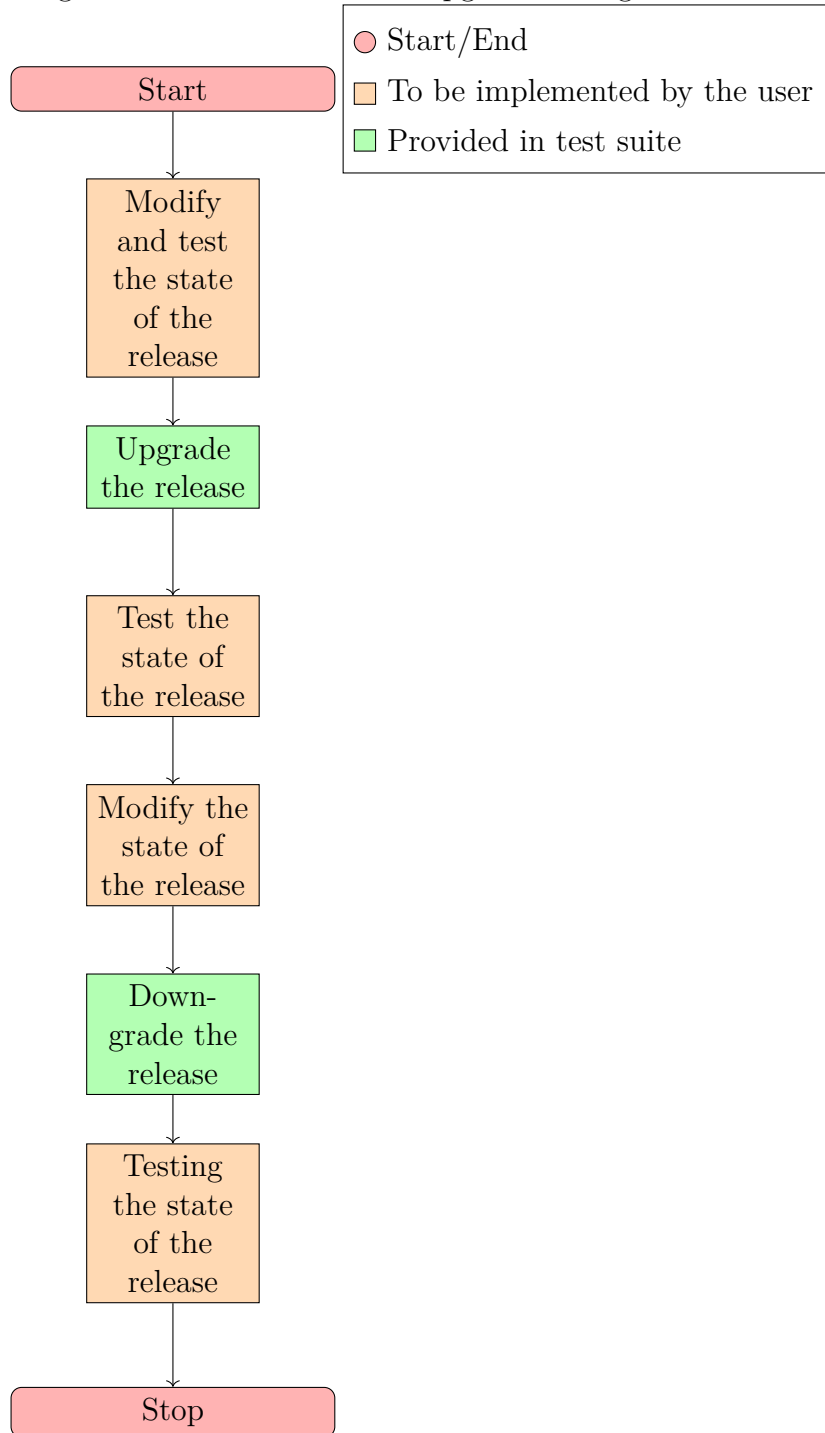 Start/End
To be implemented by the user
Provided in test suite
Start
Modify
and test
the state
of the
release
Upgrade
the release
Test the
state of
the release
Modify the
state of
the release
Down-
grade the
release
Testing
the state
of the
release
Stop